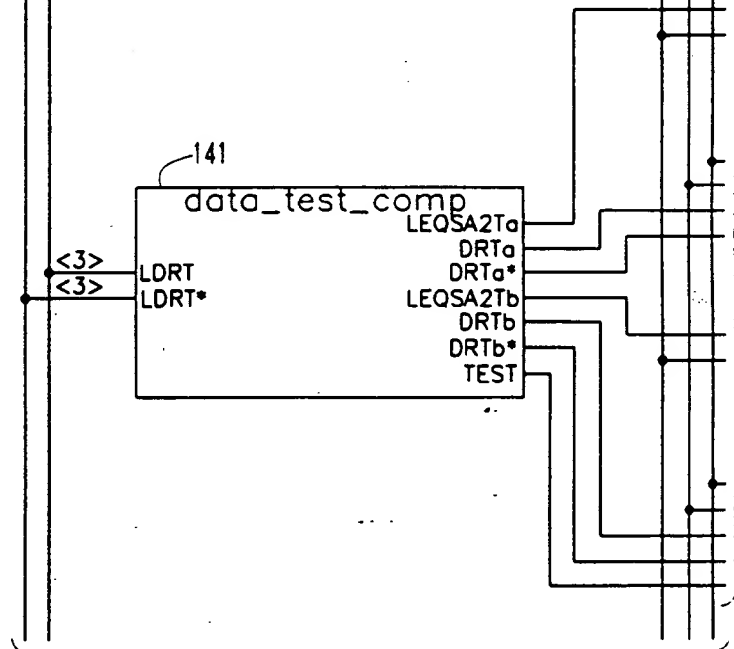 141
data_test_comp
LEQSA2Ta
DRTa
<3> LDRT DRTa*
<3> LDRT* LEQSA2Tb
DRTb
DRTb*
TEST